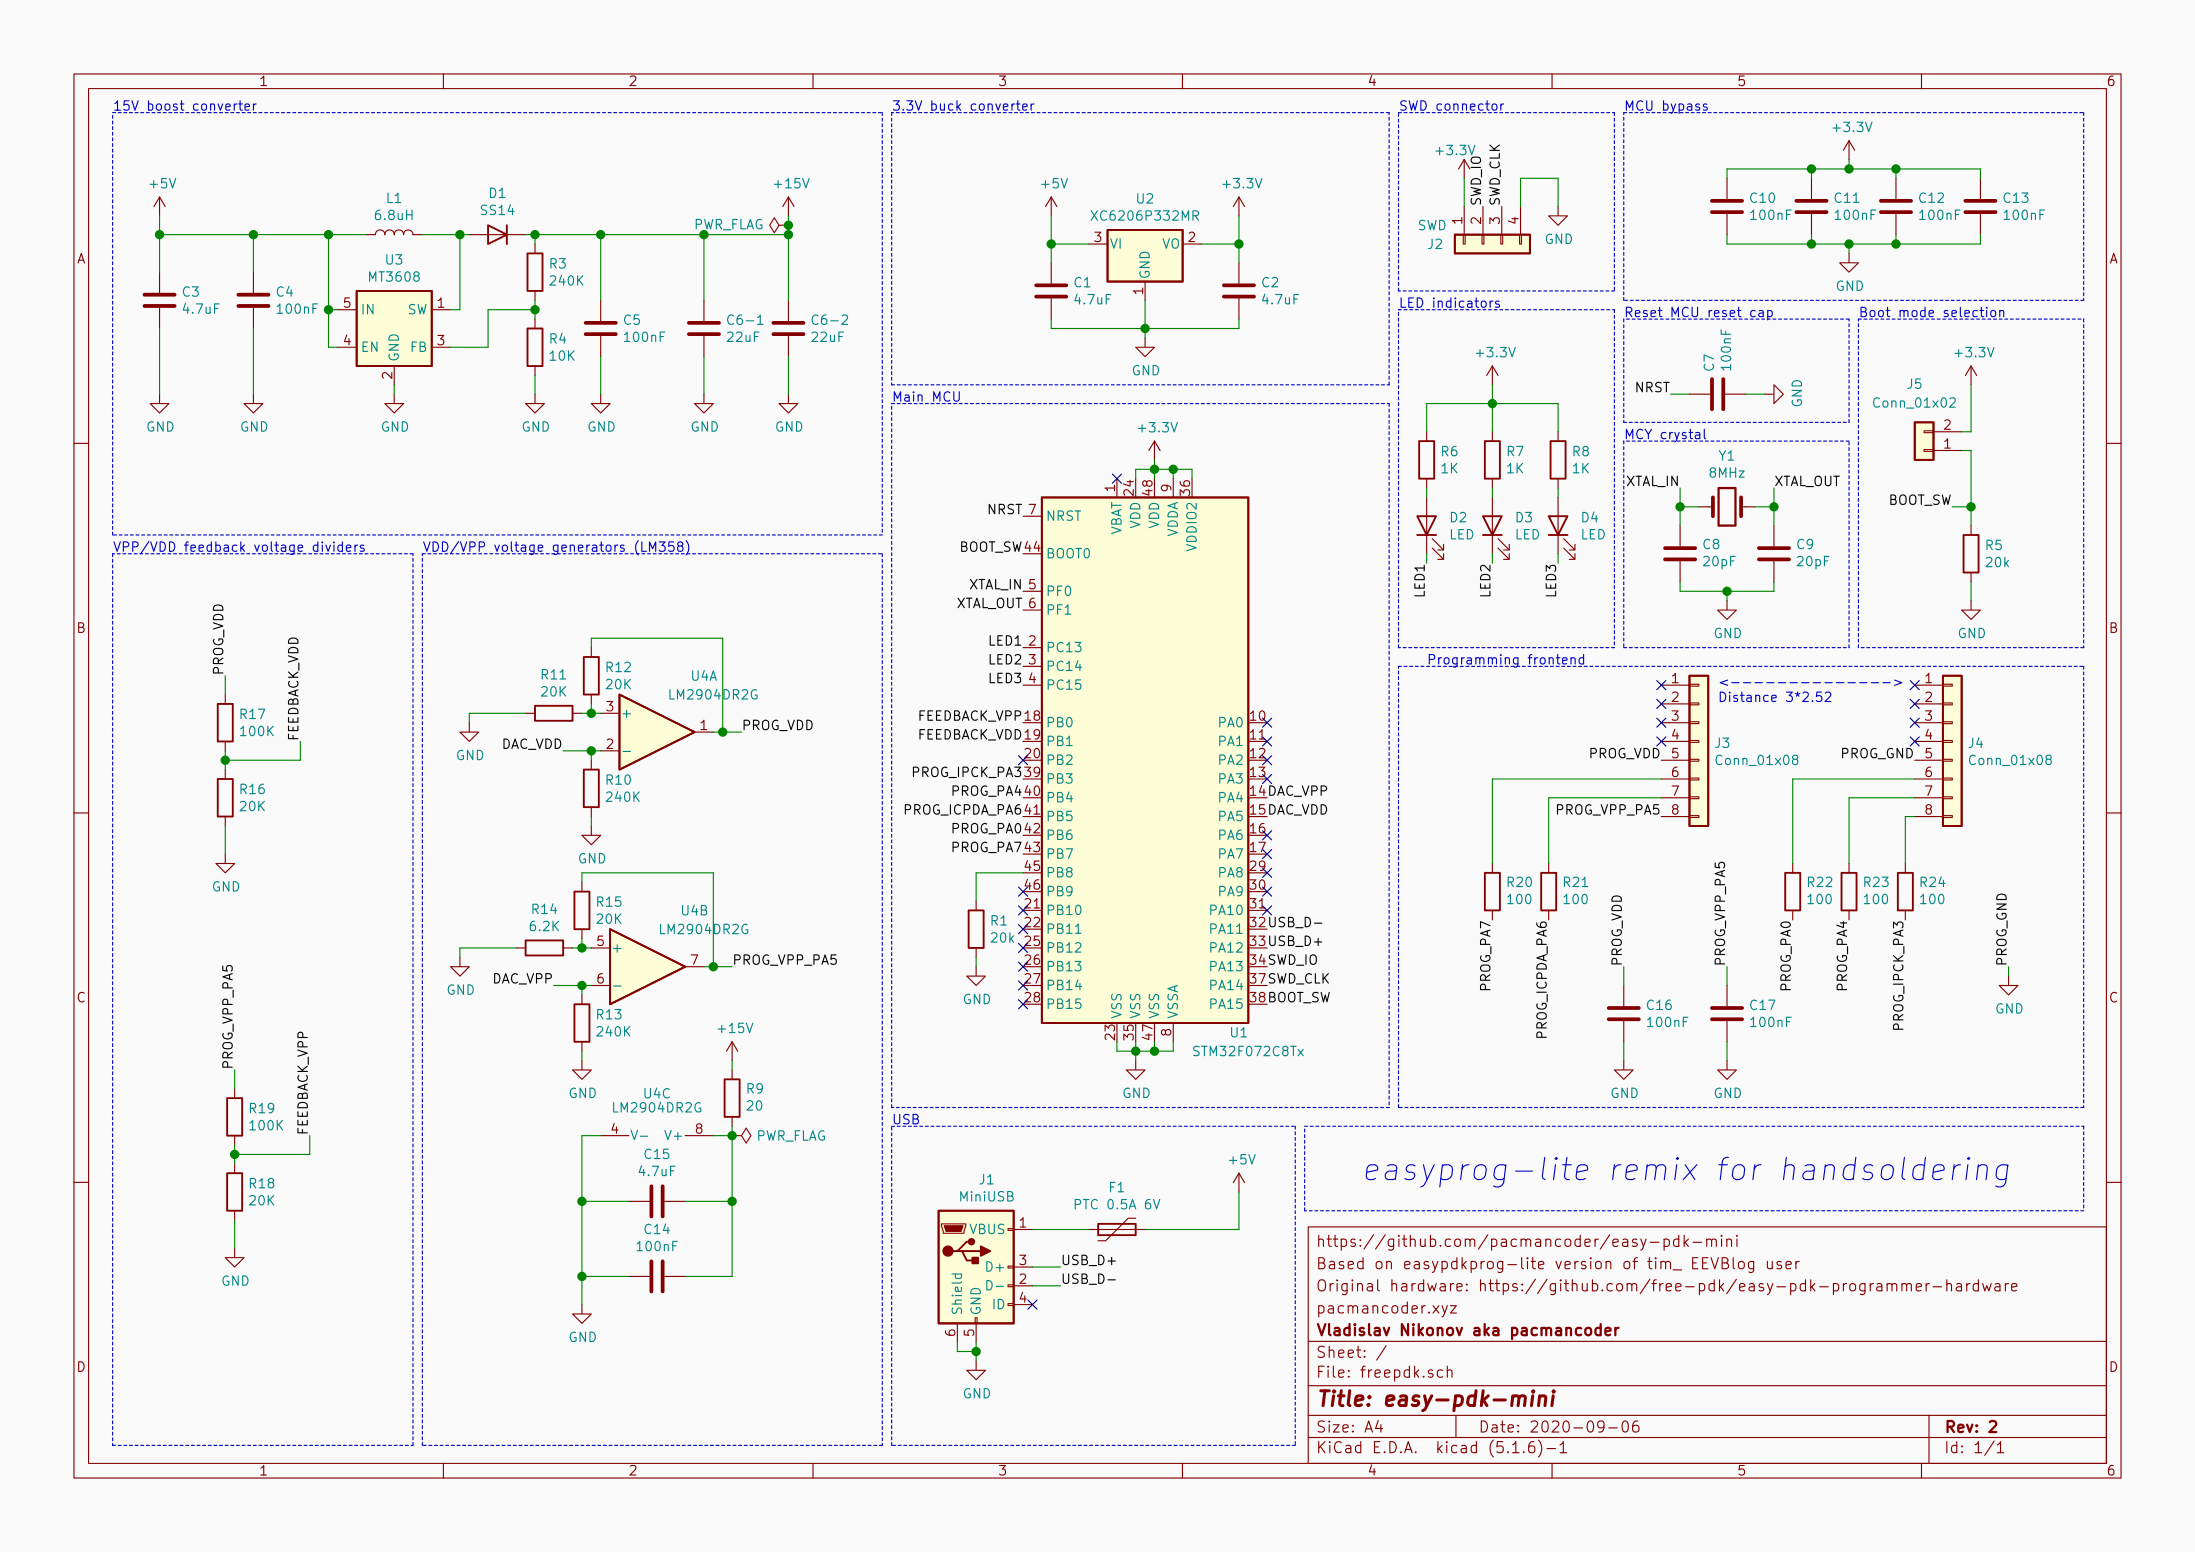 1 2 3 4 5 6
A
B
C
D
15V boost converter
+5V
L1
6.8uH
D1
SS14
+15V
PWR_FLAG
U3
MT3608
5 IN SW 1
4 EN GND FB 3
2
C3
4.7uF
C4
100nF
R3
240K
R4
10K
C5
100nF
C6-1
22uF
C6-2
22uF
GND GND GND GND GND GND GND
3.3V buck converter
+5V
U2
XC6206P332MR
+3.3V
3 VI VO 2
GND
1
C1
4.7uF
C2
4.7uF
GND
SWD connector
+3.3V
SWD_IO
SWD_CLK
SWD
J2
1 2 3 4
GND
MCU bypass
+3.3V
C10
100nF
C11
100nF
C12
100nF
C13
100nF
GND
LED indicators
+3.3V
R6
1K
R7
1K
R8
1K
D2
LED
D3
LED
D4
LED
LED1
LED2
LED3
Reset MCU reset cap
NRST
C7
100nF
GND
MCY crystal
Y1
8MHz
XTAL_IN
XTAL_OUT
C8
20pF
C9
20pF
GND
Boot mode selection
+3.3V
J5
Conn_01x02
2
1
BOOT_SW
R5
20k
GND
VPP/VDD feedback voltage dividers
PROG_VDD
FEEDBACK_VDD
R17
100K
R16
20K
GND
PROG_VPP_PA5
FEEDBACK_VPP
R19
100K
R18
20K
GND
VDD/VPP voltage generators (LM358)
R11
20K
R12
20K
U4A
LM2904DR2G
3 +
2 −
1
PROG_VDD
DAC_VDD
GND
R10
240K
GND
R14
6.2K
R15
20K
U4B
LM2904DR2G
5 +
6 −
7
PROG_VPP_PA5
DAC_VPP
GND
R13
240K
GND
+15V
R9
20
U4C
LM2904DR2G
4 V- V+ 8
PWR_FLAG
C15
4.7uF
C14
100nF
GND
Main MCU
+3.3V
1 24 48 9 36
VBAT VDD VDD VDDA VDDIO2
NRST 7 NRST
BOOT_SW 44 BOOT0
XTAL_IN 5 PF0
XTAL_OUT 6 PF1
LED1 2 PC13
LED2 3 PC14
LED3 4 PC15
FEEDBACK_VPP 18 PB0
FEEDBACK_VDD 19 PB1
20 PB2
PROG_IPCK_PA3 39 PB3
PROG_PA4 40 PB4
PROG_ICPDA_PA6 41 PB5
PROG_PA0 42 PB6
PROG_PA7 43 PB7
45 PB8
46 PB9
21 PB10
22 PB11
25 PB12
26 PB13
27 PB14
28 PB15
PA0 10
PA1 11
PA2 12
PA3 13
PA4 14 DAC_VPP
PA5 15 DAC_VDD
PA6 16
PA7 17
PA8 29
PA9 30
PA10 31
PA11 32 USB_D-
PA12 33 USB_D+
PA13 34 SWD_IO
PA14 37 SWD_CLK
PA15 38 BOOT_SW
R1
20k
GND
VSS VSS VSS VSSA
23 35 47 8
U1
STM32F072C8Tx
GND
Programming frontend
<------------>
Distance 3*2.52
1
2
3
4
PROG_VDD 5
6
7
PROG_VPP_PA5 8
J3
Conn_01x08
1
2
3
4
PROG_GND 5
6
7
8
J4
Conn_01x08
R20
100
R21
100
R22
100
R23
100
R24
100
PROG_PA7
PROG_ICPDA_PA6
PROG_VDD
PROG_VPP_PA5
PROG_PA0
PROG_PA4
PROG_IPCK_PA3
PROG_GND
C16
100nF
C17
100nF
GND
GND
GND
USB
J1
MiniUSB
VBUS 1
D+ 3 USB_D+
D- 2 USB_D-
ID 4
Shield GND
6 5
GND
F1
PTC 0.5A 6V
+5V
easyprog-lite remix for handsoldering
https://github.com/pacmancoder/easy-pdk-mini
Based on easypdkprog-lite version of tim_ EEVBlog user
Original hardware: https://github.com/free-pdk/easy-pdk-programmer-hardware
pacmancoder.xyz
Vladislav Nikonov aka pacmancoder
Sheet: /
File: freepdk.sch
Title: easy-pdk-mini
Size: A4 Date: 2020-09-06 Rev: 2
KiCad E.D.A. kicad (5.1.6)-1 Id: 1/1
A
B
C
D
1 2 3 4 5 6